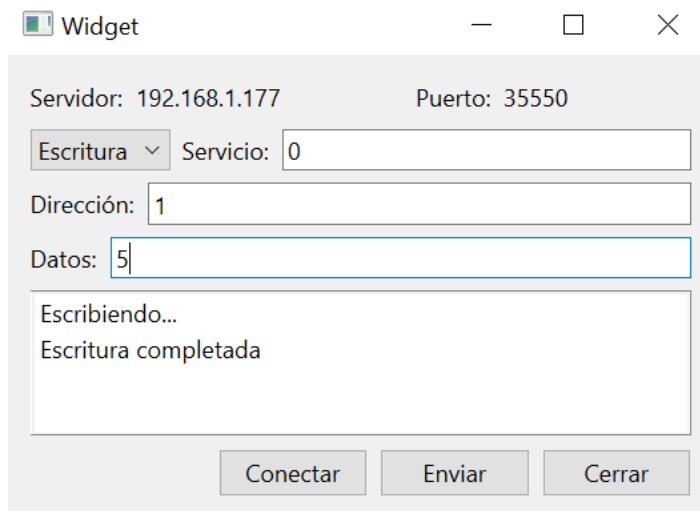 Widget
Servidor: 192.168.1.177 Puerto: 35550
Escritura Servicio: 0
Dirección: 1
Datos: 5
Escribiendo...
Escritura completada
Conectar Enviar Cerrar